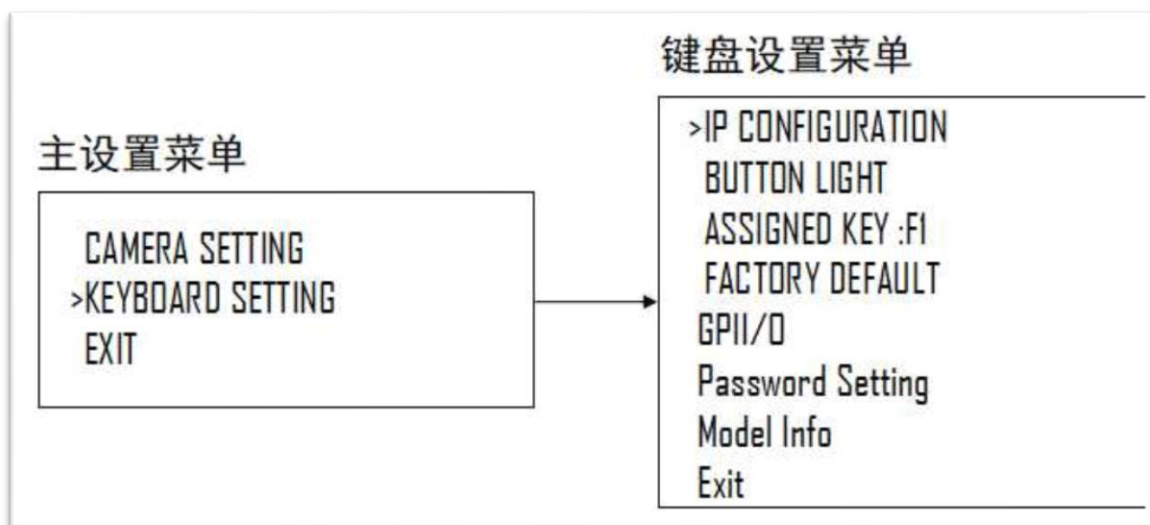 主设置菜单
CAMERA SETTING
>KEYBOARD SETTING
EXIT
键盘设置菜单
>IP CONFIGURATION
BUTTON LIGHT
ASSIGNED KEY :F1
FACTORY DEFAULT
GPII/O
Password Setting
Model Info
Exit